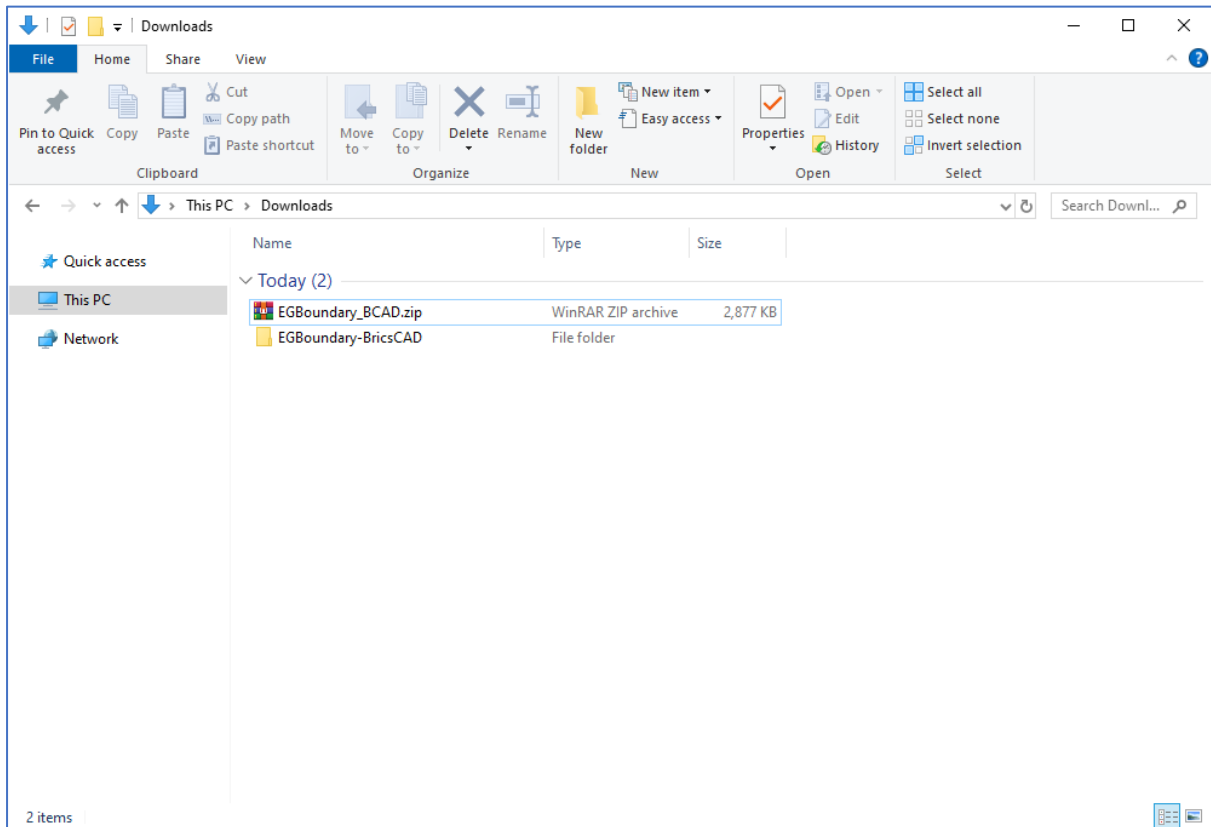 Downloads
File Home Share View
Pin to Quick access
Copy
Paste
Cut
Copy path
Paste shortcut
Clipboard
Move to
Copy to
Delete
Rename
Organize
New folder
New item
Easy access
New
Properties
Open
Edit
History
Open
Select all
Select none
Invert selection
Select
This PC > Downloads
Search Downl...
Quick access
This PC
Network
Name Type Size
Today (2)
EGBoundary_BCAD.zip WinRAR ZIP archive 2,877 KB
EGBoundary-BricsCAD File folder
2 items